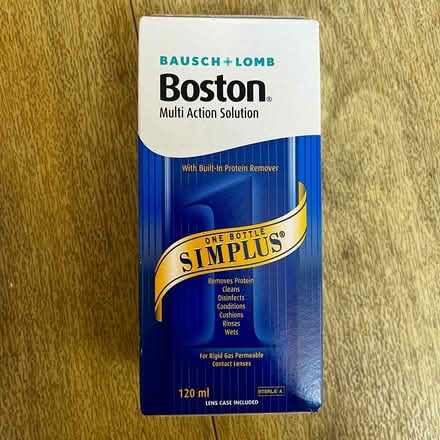 BAUSCH + LOMB
Boston®
Multi Action Solution
With Built-In Protein Remover
1
ONE BOTTLE
SIMPLUS®
Removes Protein
Cleans
Disinfects
Conditions
Cushions
Rinses
Wets
For Rigid Gas Permeable
Contact Lenses
120 ml
STERILE A
LENS CASE INCLUDED